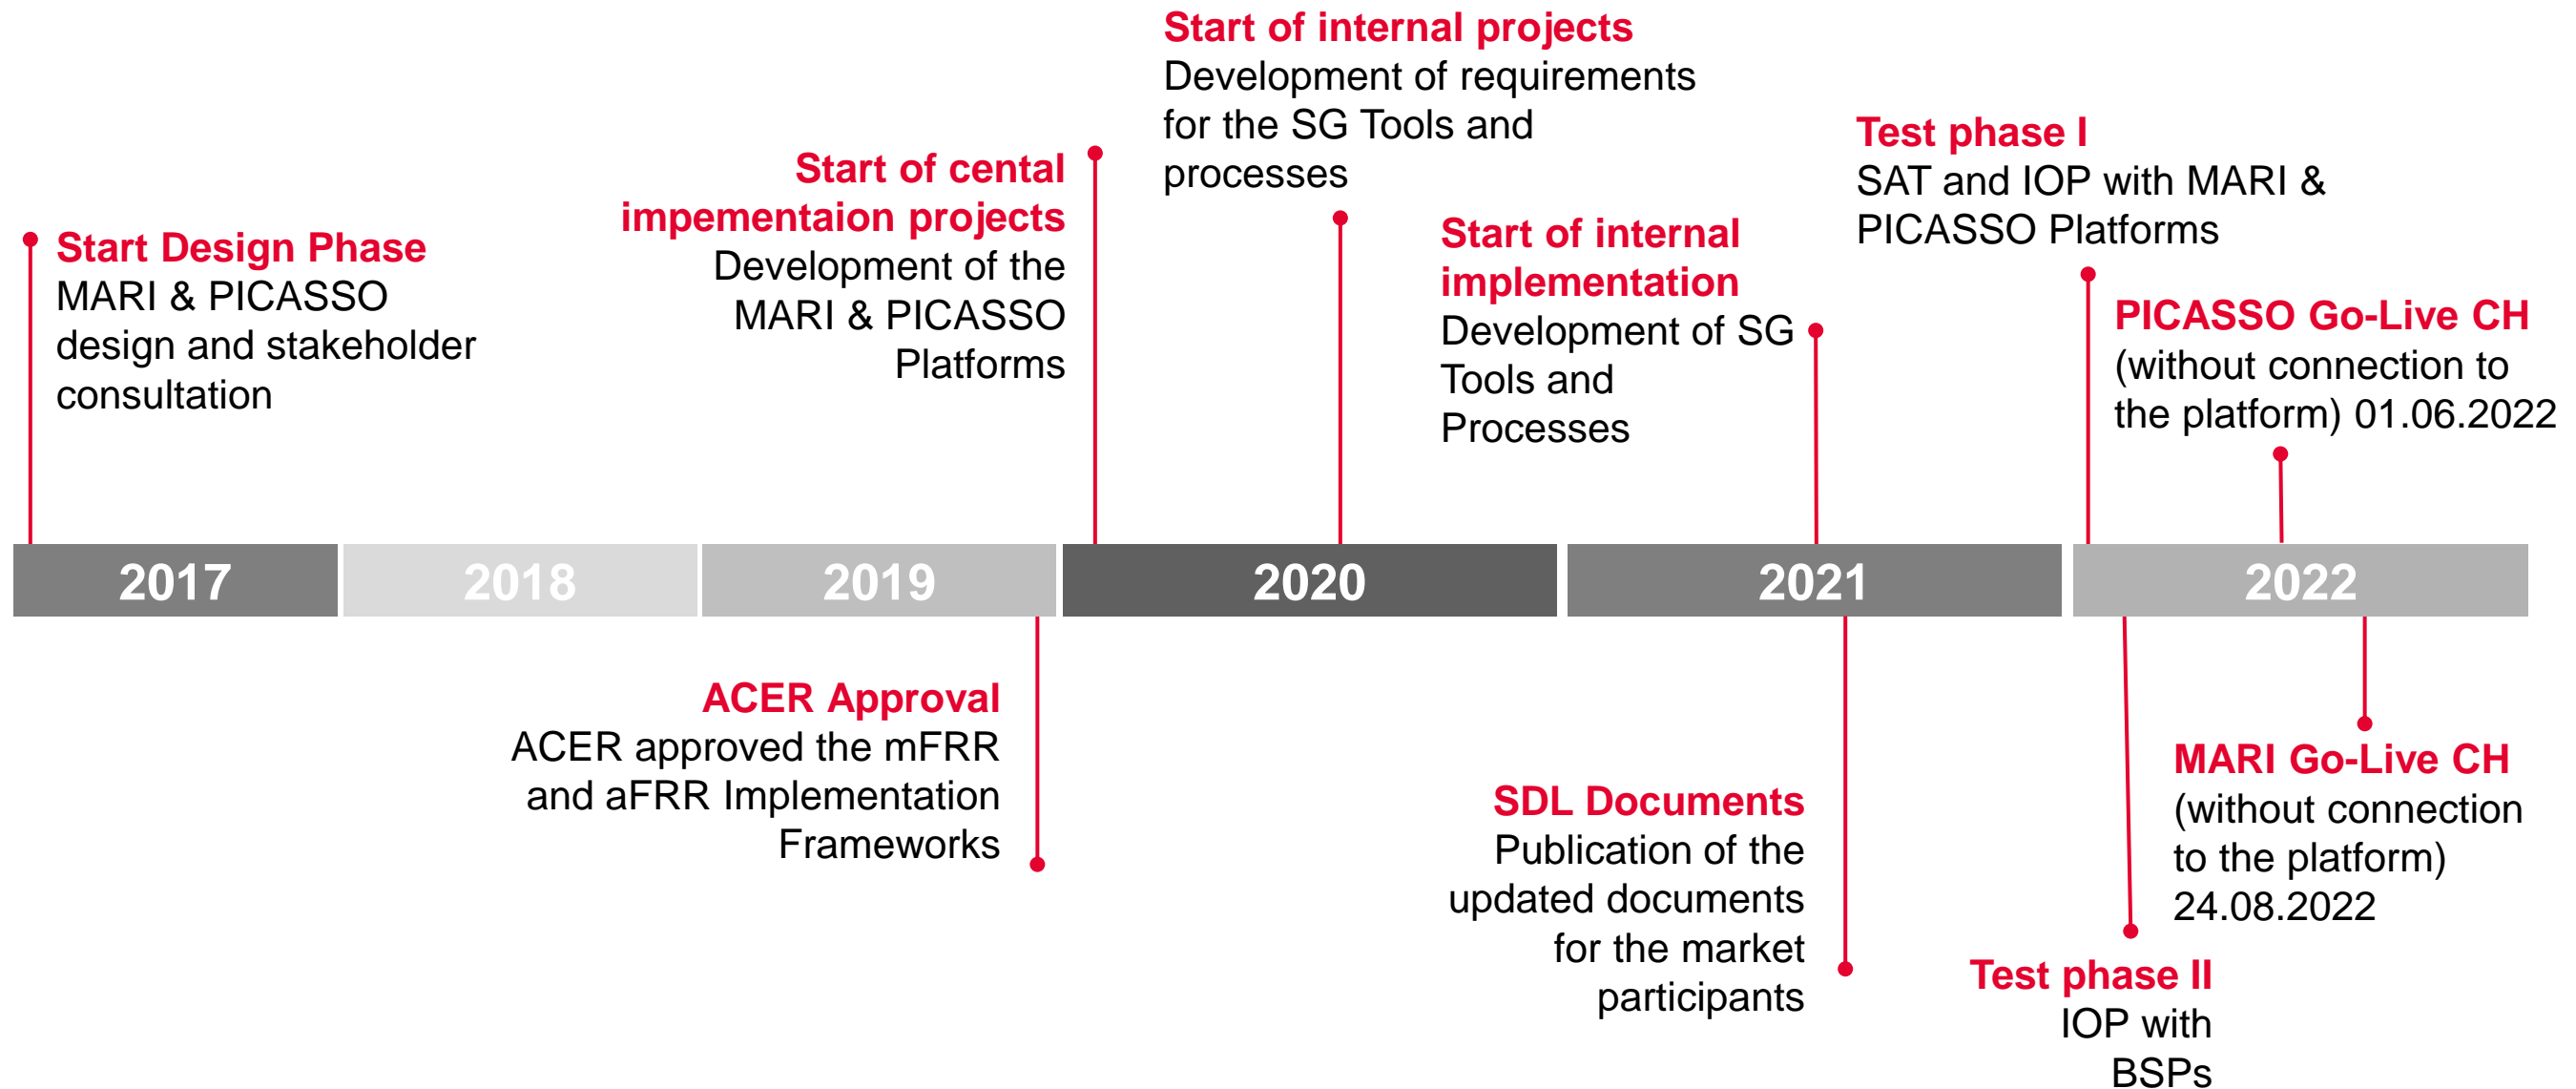 Start of internal projects
Development of requirements
for the SG Tools and
processes
Test phase I
SAT and IOP with MARI &
PICASSO Platforms
Start of cental
impementaion projects
Development of the
MARI & PICASSO
Platforms
Start Design Phase
MARI & PICASSO
design and stakeholder
consultation
Start of internal
implementation
Development of SG
Tools and
Processes
PICASSO Go-Live CH
(without connection to
the platform) 01.06.2022
2017
2018
2019
2020
2021
2022
ACER Approval
ACER approved the mFRR
and aFRR Implementation
Frameworks
SDL Documents
Publication of the
updated documents
for the market
participants
MARI Go-Live CH
(without connection
to the platform)
24.08.2022
Test phase II
IOP with
BSPs